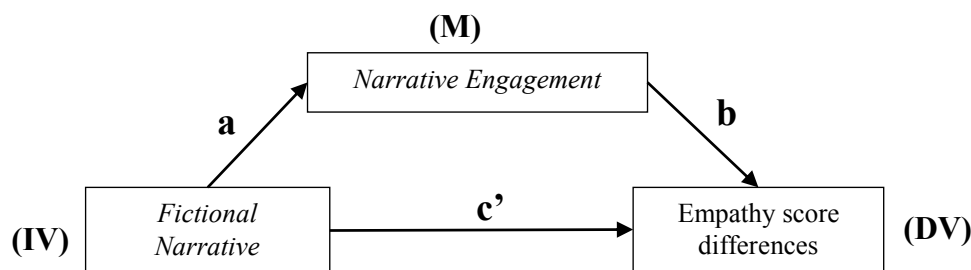 (M)
Narrative Engagement
a
b
(IV)
Fictional
Narrative
c’
Empathy score
differences
(DV)